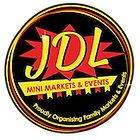 JDL
MINI MARKETS & EVENTS
Proudly Organising Family Markets & Events